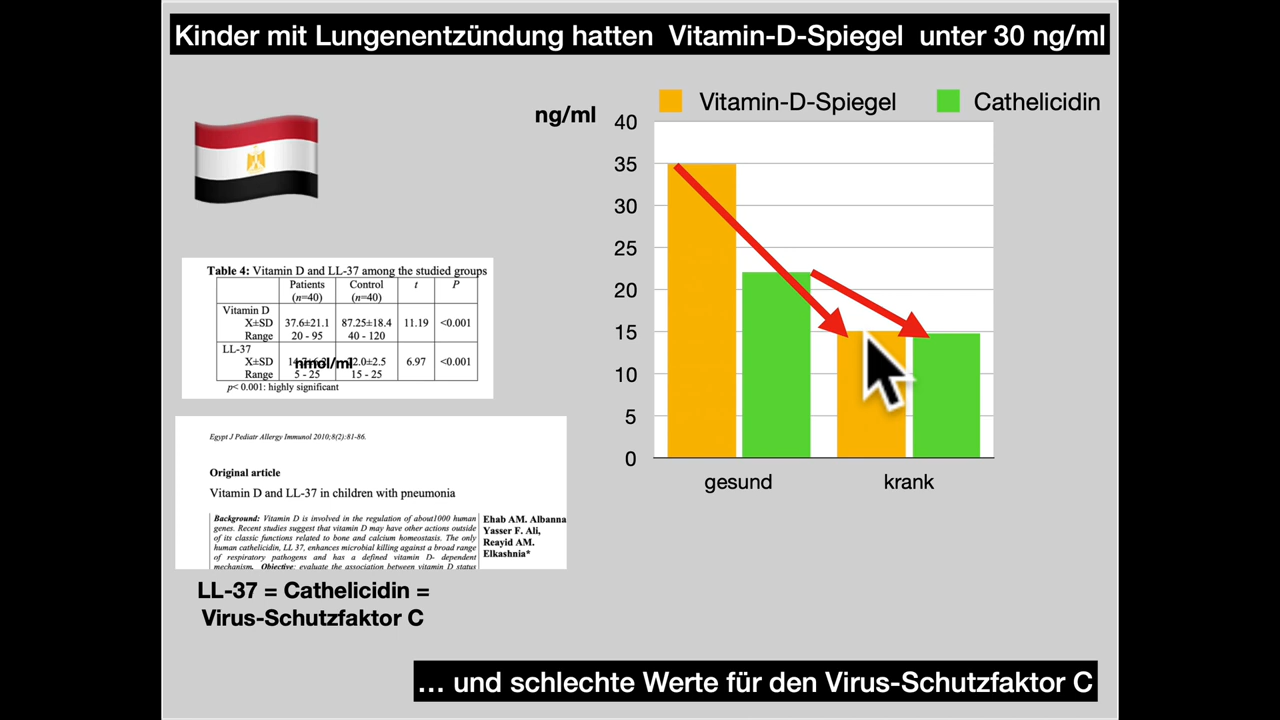 Kinder mit Lungenentzündung hatten Vitamin-D-Spiegel unter 30 ng/ml
ng/ml
Vitamin-D-Spiegel
Cathelicidin
40
35
30
25
20
15
10
5
0
gesund
krank
Table 4: Vitamin D and LL-37 among the studied groups
Patients Control t P
(n=40) (n=40)
Vitamin D
X±SD 37.6±21.1 87.25±18.4 11.19 <0.001
Range 20 - 95 40 - 120
LL-37
X±SD 6.97 <0.001
nmol/ml
Range 5 - 25 15 - 25
p< 0.001: highly significant
Egypt J Pediatr Allergy Immunol 2010;8(2):81-86.
Original article
Vitamin D and LL-37 in children with pneumonia
Background: Vitamin D is involved in the regulation of about1000 human
genes. Recent studies suggest that vitamin D may have other actions outside
of its classic functions related to bone and calcium homeostasis. The only
human cathelicidin, LL 37, enhances microbial killing against a broad range
of respiratory pathogens and has a defined vitamin D- dependent
mechanism. Objective: evaluate the association between vitamin D status
Ehab AM. Albanna
Yasser F. Ali,
Reayid AM.
Elkashnia*
LL-37 = Cathelicidin =
Virus-Schutzfaktor C
… und schlechte Werte für den Virus-Schutzfaktor C